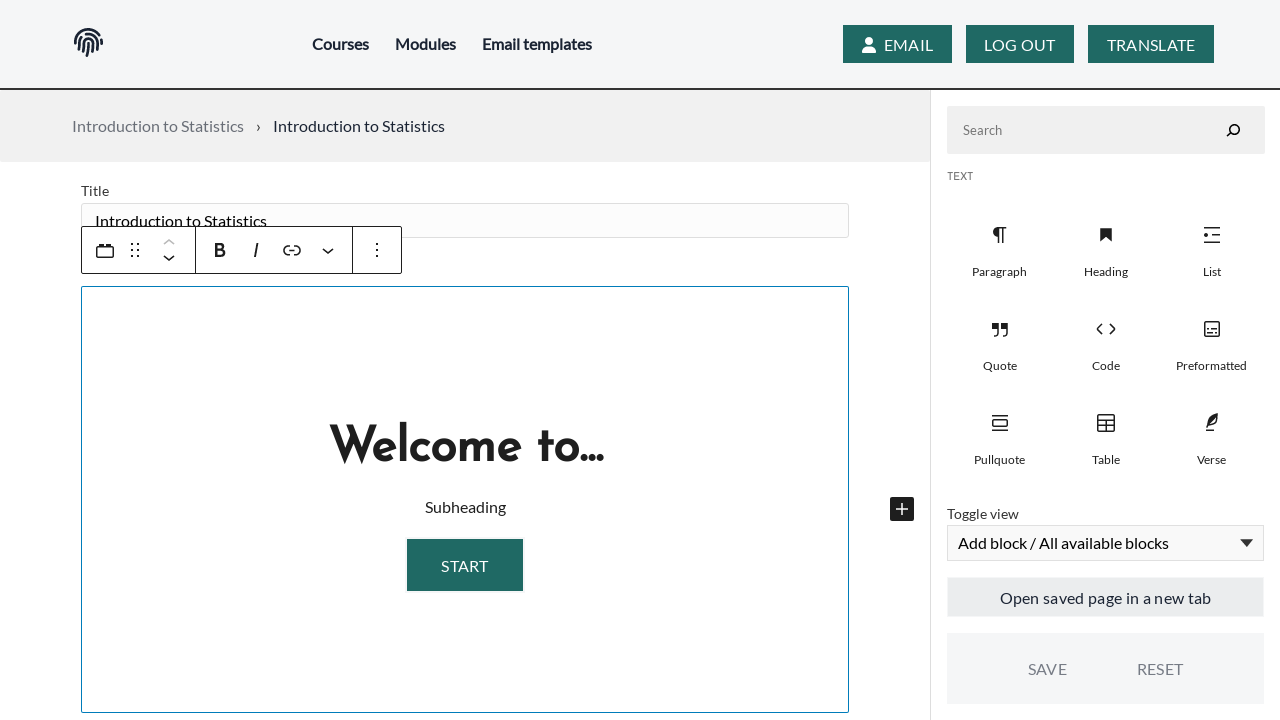 Courses Modules Email templates
EMAIL LOG OUT TRANSLATE
Introduction to Statistics › Introduction to Statistics
Title
Introduction to Statistics
B I
Welcome to...
Subheading
START
Search
TEXT
Paragraph Heading List
Quote Code Preformatted
Pullquote Table Verse
Toggle view
Add block / All available blocks
Open saved page in a new tab
SAVE RESET